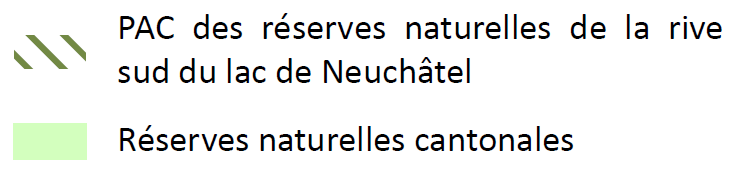 PAC des réserves naturelles de la rive
sud du lac de Neuchâtel
Réserves naturelles cantonales